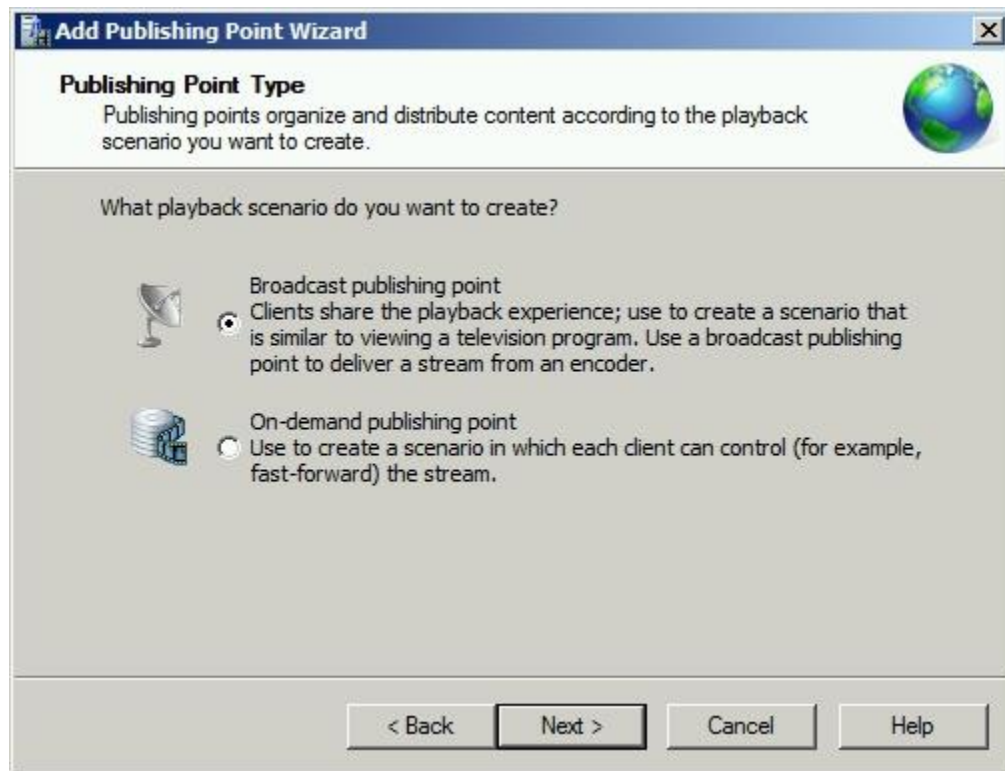 Add Publishing Point Wizard
Publishing Point Type
Publishing points organize and distribute content according to the playback
scenario you want to create.
What playback scenario do you want to create?
Broadcast publishing point
Clients share the playback experience; use to create a scenario that
is similar to viewing a television program. Use a broadcast publishing
point to deliver a stream from an encoder.
On-demand publishing point
Use to create a scenario in which each client can control (for example,
fast-forward) the stream.
< Back
Next >
Cancel
Help